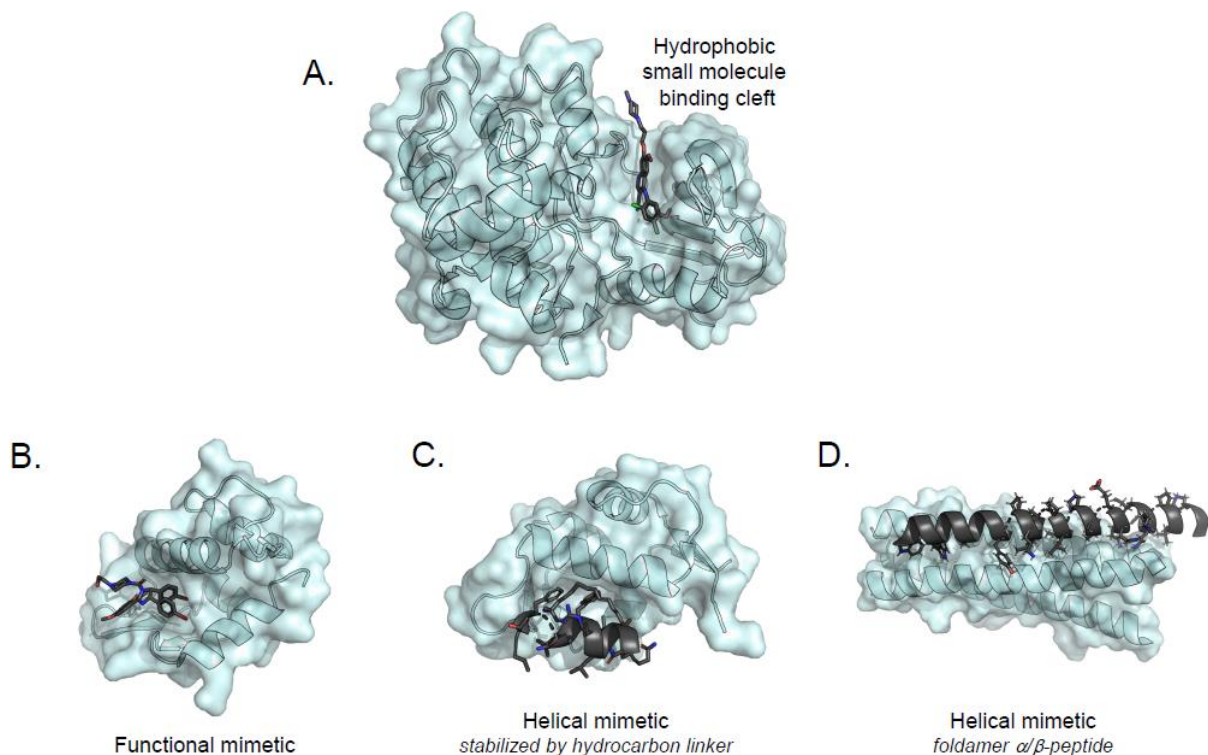 A.
Hydrophobic
small molecule
binding cleft
B.
Functional mimetic
C.
Helical mimetic
stabilized by hydrocarbon linker
D.
Helical mimetic
foldamer α/β-peptide